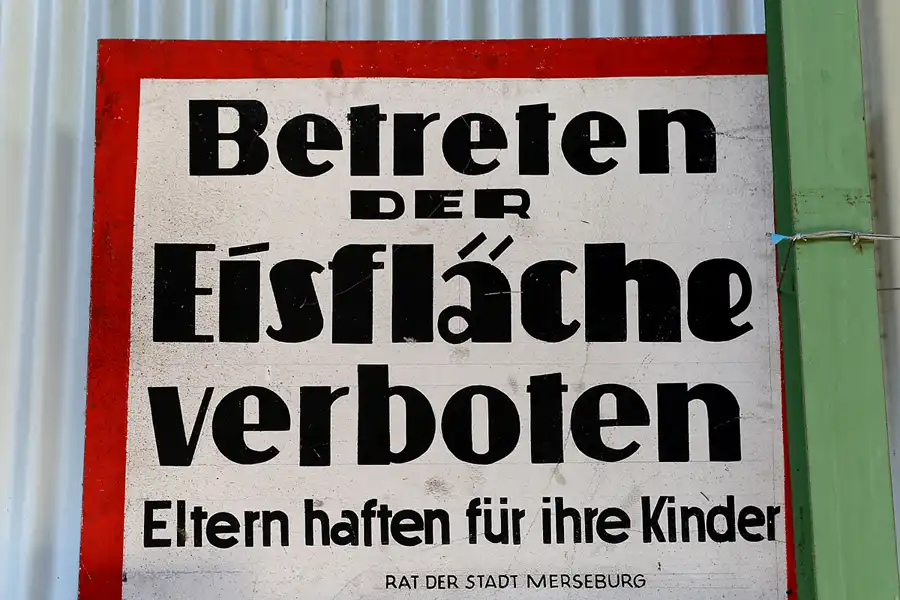 Betreten
DER
Eisfläche
verboten
Eltern haften für ihre Kinder
RAT DER STADT MERSEBURG